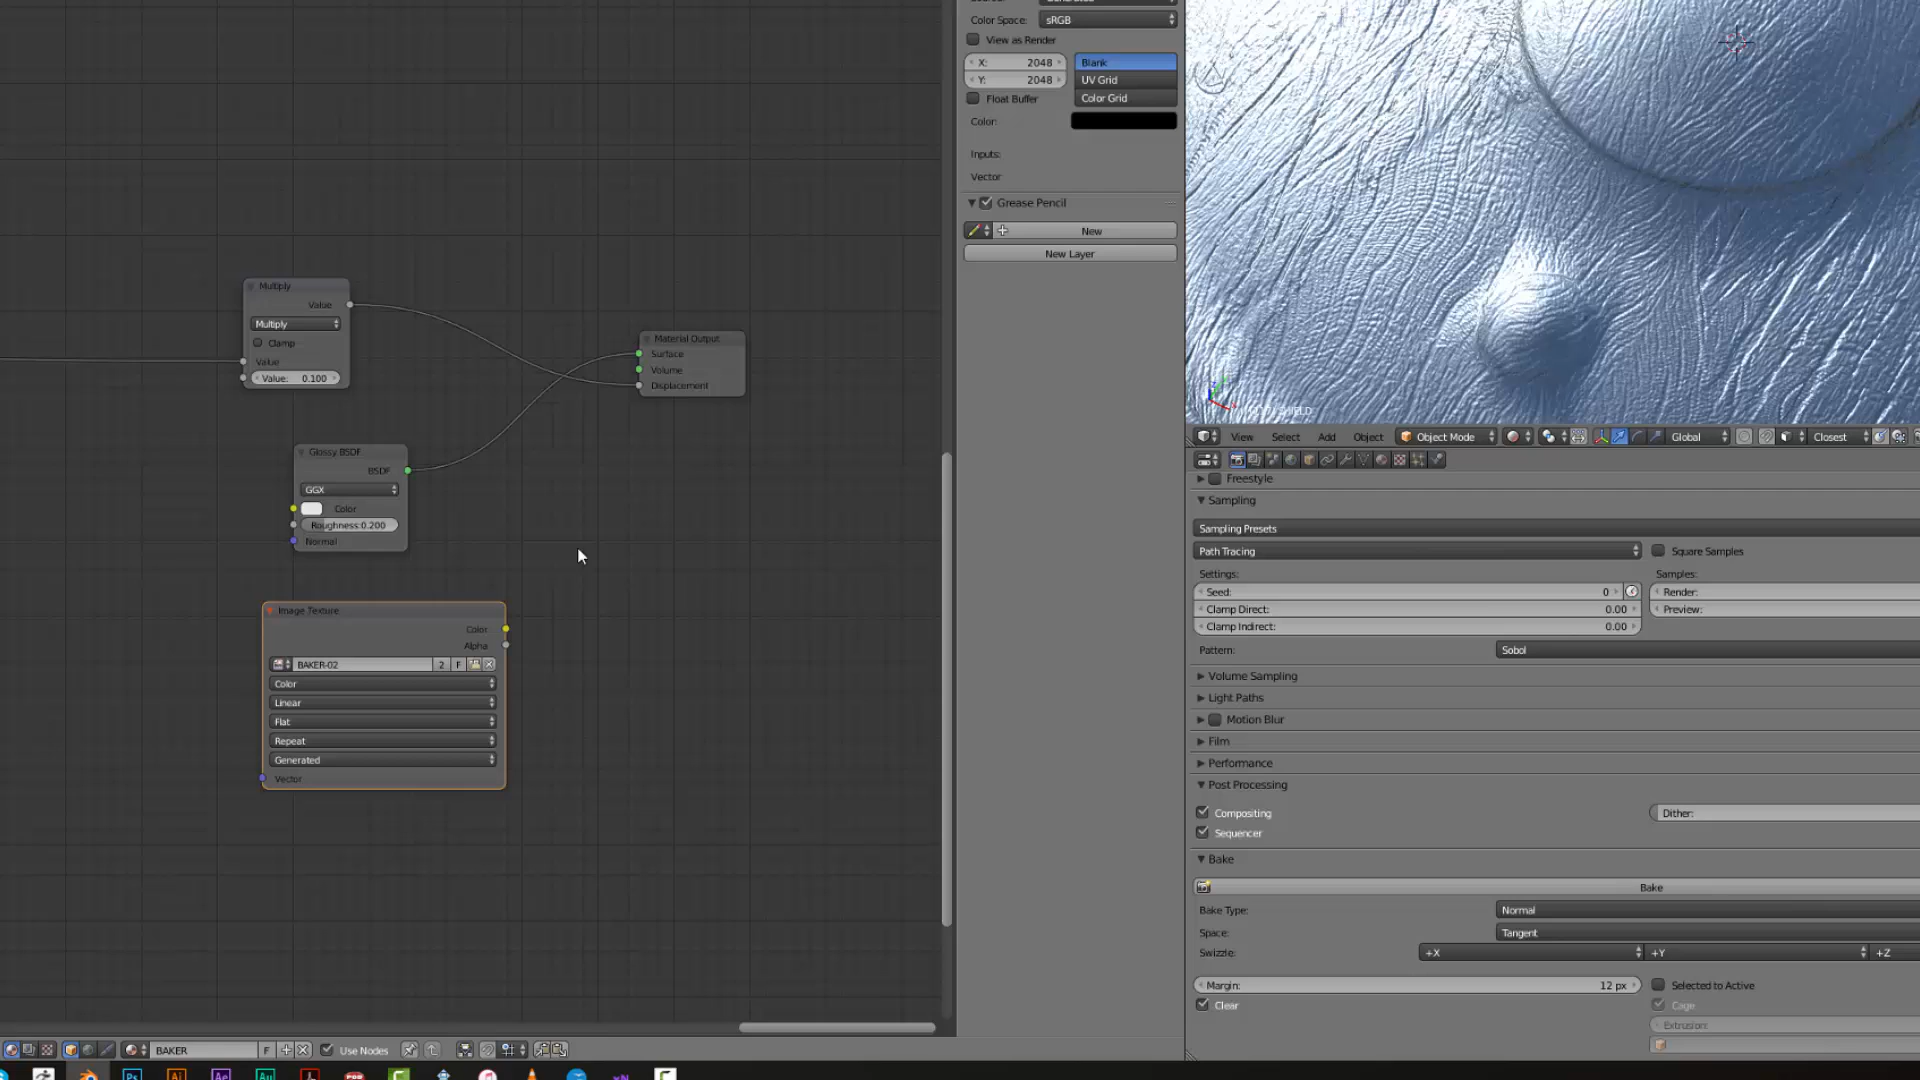 Color Space: sRGB
View as Render
X: 2048
Y: 2048
Blank
UV Grid
Color Grid
Float Buffer
Color:
Inputs:
Vector
Grease Pencil
New
New Layer
Multiply
Value
Multiply
Clamp
Value
Value: 0.100
Material Output
Surface
Volume
Displacement
Glossy BSDF
BSDF
GGX
Color
Roughness:0.200
Normal
Image Texture
Color
Alpha
BAKER-02 2 F
Color
Linear
Flat
Repeat
Generated
Vector
BAKER F Use Nodes
View Select Add Object Object Mode Global Closest
Freestyle
Sampling
Sampling Presets
Path Tracing
Square Samples
Settings:
Samples:
Seed: 0
Render:
Clamp Direct: 0.00
Preview:
Clamp Indirect: 0.00
Pattern: Sobol
Volume Sampling
Light Paths
Motion Blur
Film
Performance
Post Processing
Compositing
Dither:
Sequencer
Bake
Bake
Bake Type: Normal
Space: Tangent
Swizzle: +X +Y +Z
Margin: 12 px
Selected to Active
Clear
Cage
Extrusion:
Ps Ai Ae Au